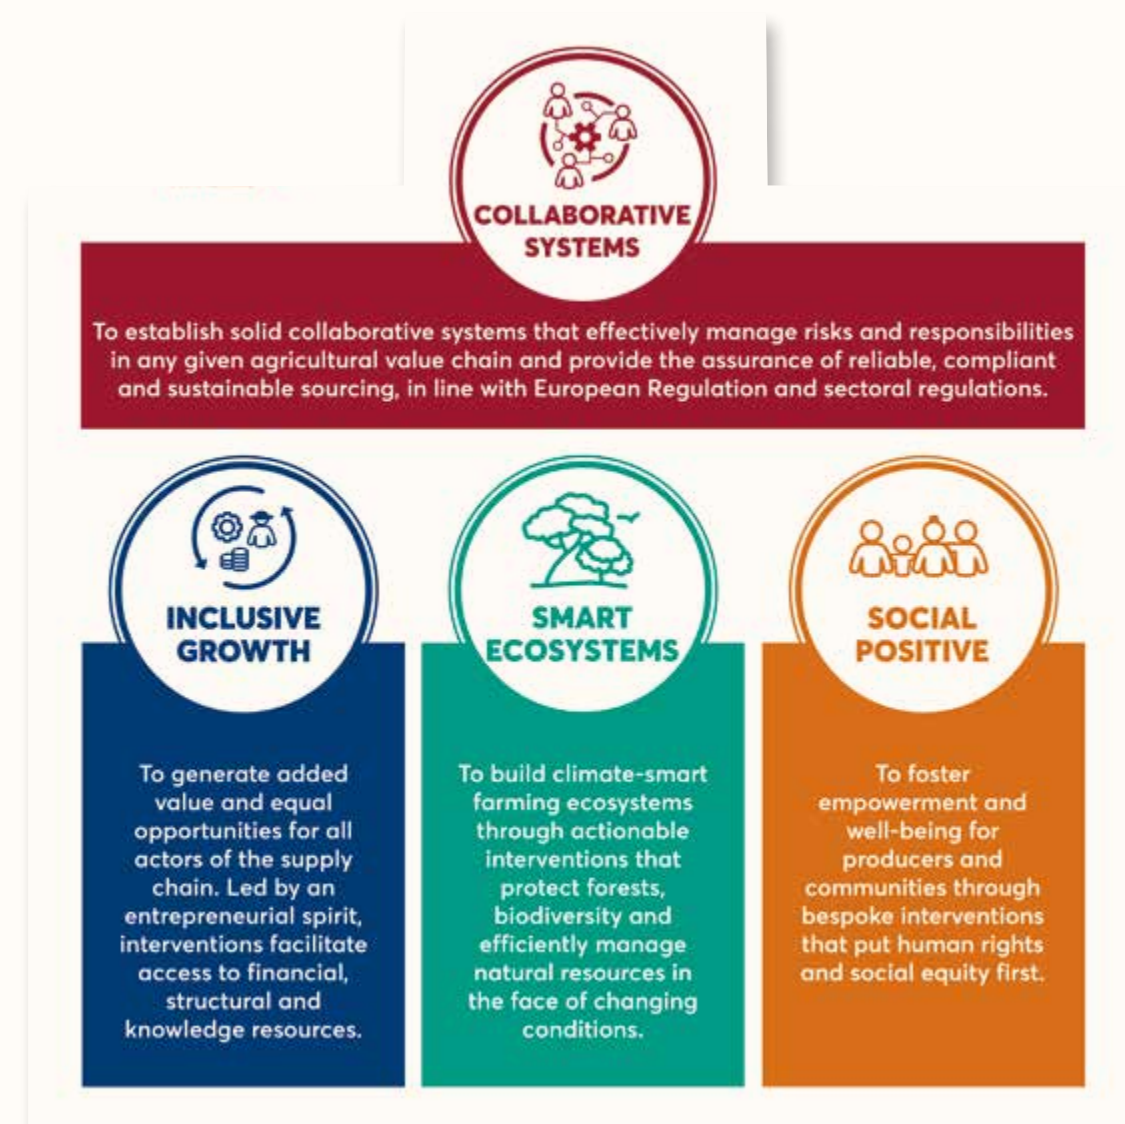 COLLABORATIVE
SYSTEMS
To establish solid collaborative systems that effectively manage risks and responsibilities
in any given agricultural value chain and provide the assurance of reliable, compliant
and sustainable sourcing, in line with European Regulation and sectoral regulations.
INCLUSIVE
GROWTH
To generate added
value and equal
opportunities for all
actors of the supply
chain. Led by an
entrepreneurial spirit,
interventions facilitate
access to financial,
structural and
knowledge resources.
SMART
ECOSYSTEMS
To build climate-smart
farming ecosystems
through actionable
interventions that
protect forests,
biodiversity and
efficiently manage
natural resources in
the face of changing
conditions.
SOCIAL
POSITIVE
To foster
empowerment and
well-being for
producers and
communities through
bespoke interventions
that put human rights
and social equity first.